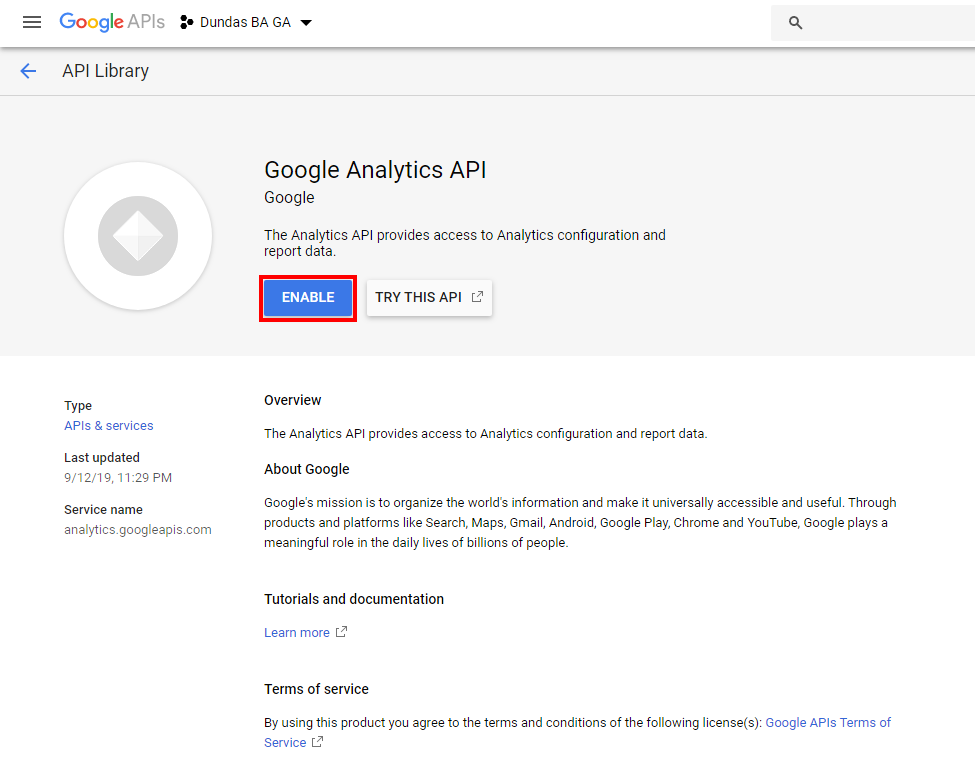 Google APIs Dundas BA GA
API Library
Google Analytics API
Google
The Analytics API provides access to Analytics configuration and
report data.
ENABLE TRY THIS API
Type
APIs & services
Last updated
9/12/19, 11:29 PM
Service name
analytics.googleapis.com
Overview
The Analytics API provides access to Analytics configuration and report data.
About Google
Google's mission is to organize the world's information and make it universally accessible and useful. Through
products and platforms like Search, Maps, Gmail, Android, Google Play, Chrome and YouTube, Google plays a
meaningful role in the daily lives of billions of people.
Tutorials and documentation
Learn more
Terms of service
By using this product you agree to the terms and conditions of the following license(s): Google APIs Terms of
Service